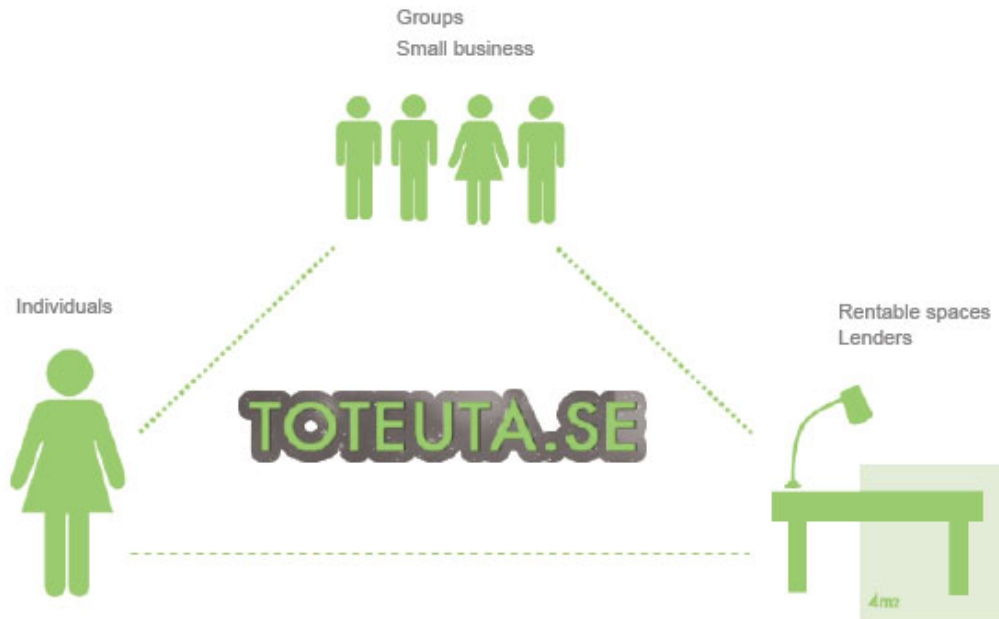 Groups
Small business
Individuals
Rentable spaces
Lenders
TOTEUTA.SE
4m2